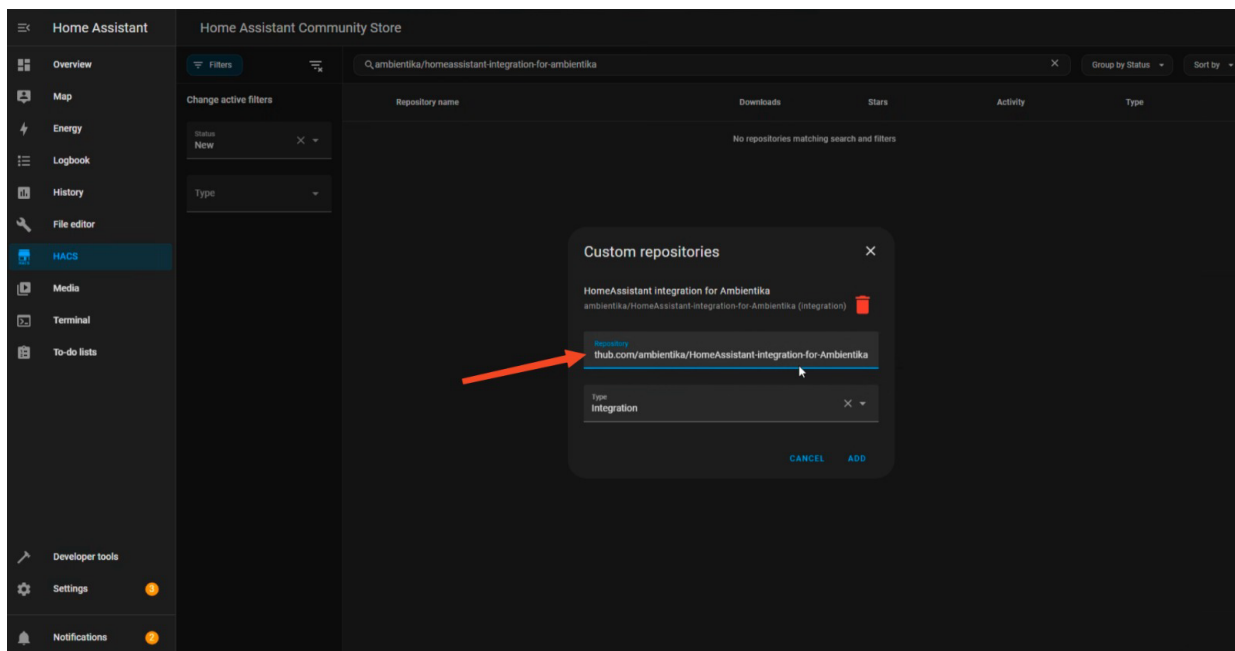 Home Assistant
Home Assistant Community Store
Overview
Map
Energy
Logbook
History
File editor
HACS
Media
Terminal
To-do lists
Developer tools
Settings
3
Notifications
2
Filters
ambientika/homeassistant-integration-for-ambientika
Group by Status
Sort by
Change active filters
Status
New
Type
Repository name
Downloads
Stars
Activity
Type
No repositories matching search and filters
Custom repositories
HomeAssistant integration for Ambientika
ambientika/HomeAssistant-integration-for-Ambientika (integration)
Repository
thub.com/ambientika/HomeAssistant-integration-for-Ambientika
Type
Integration
CANCEL
ADD